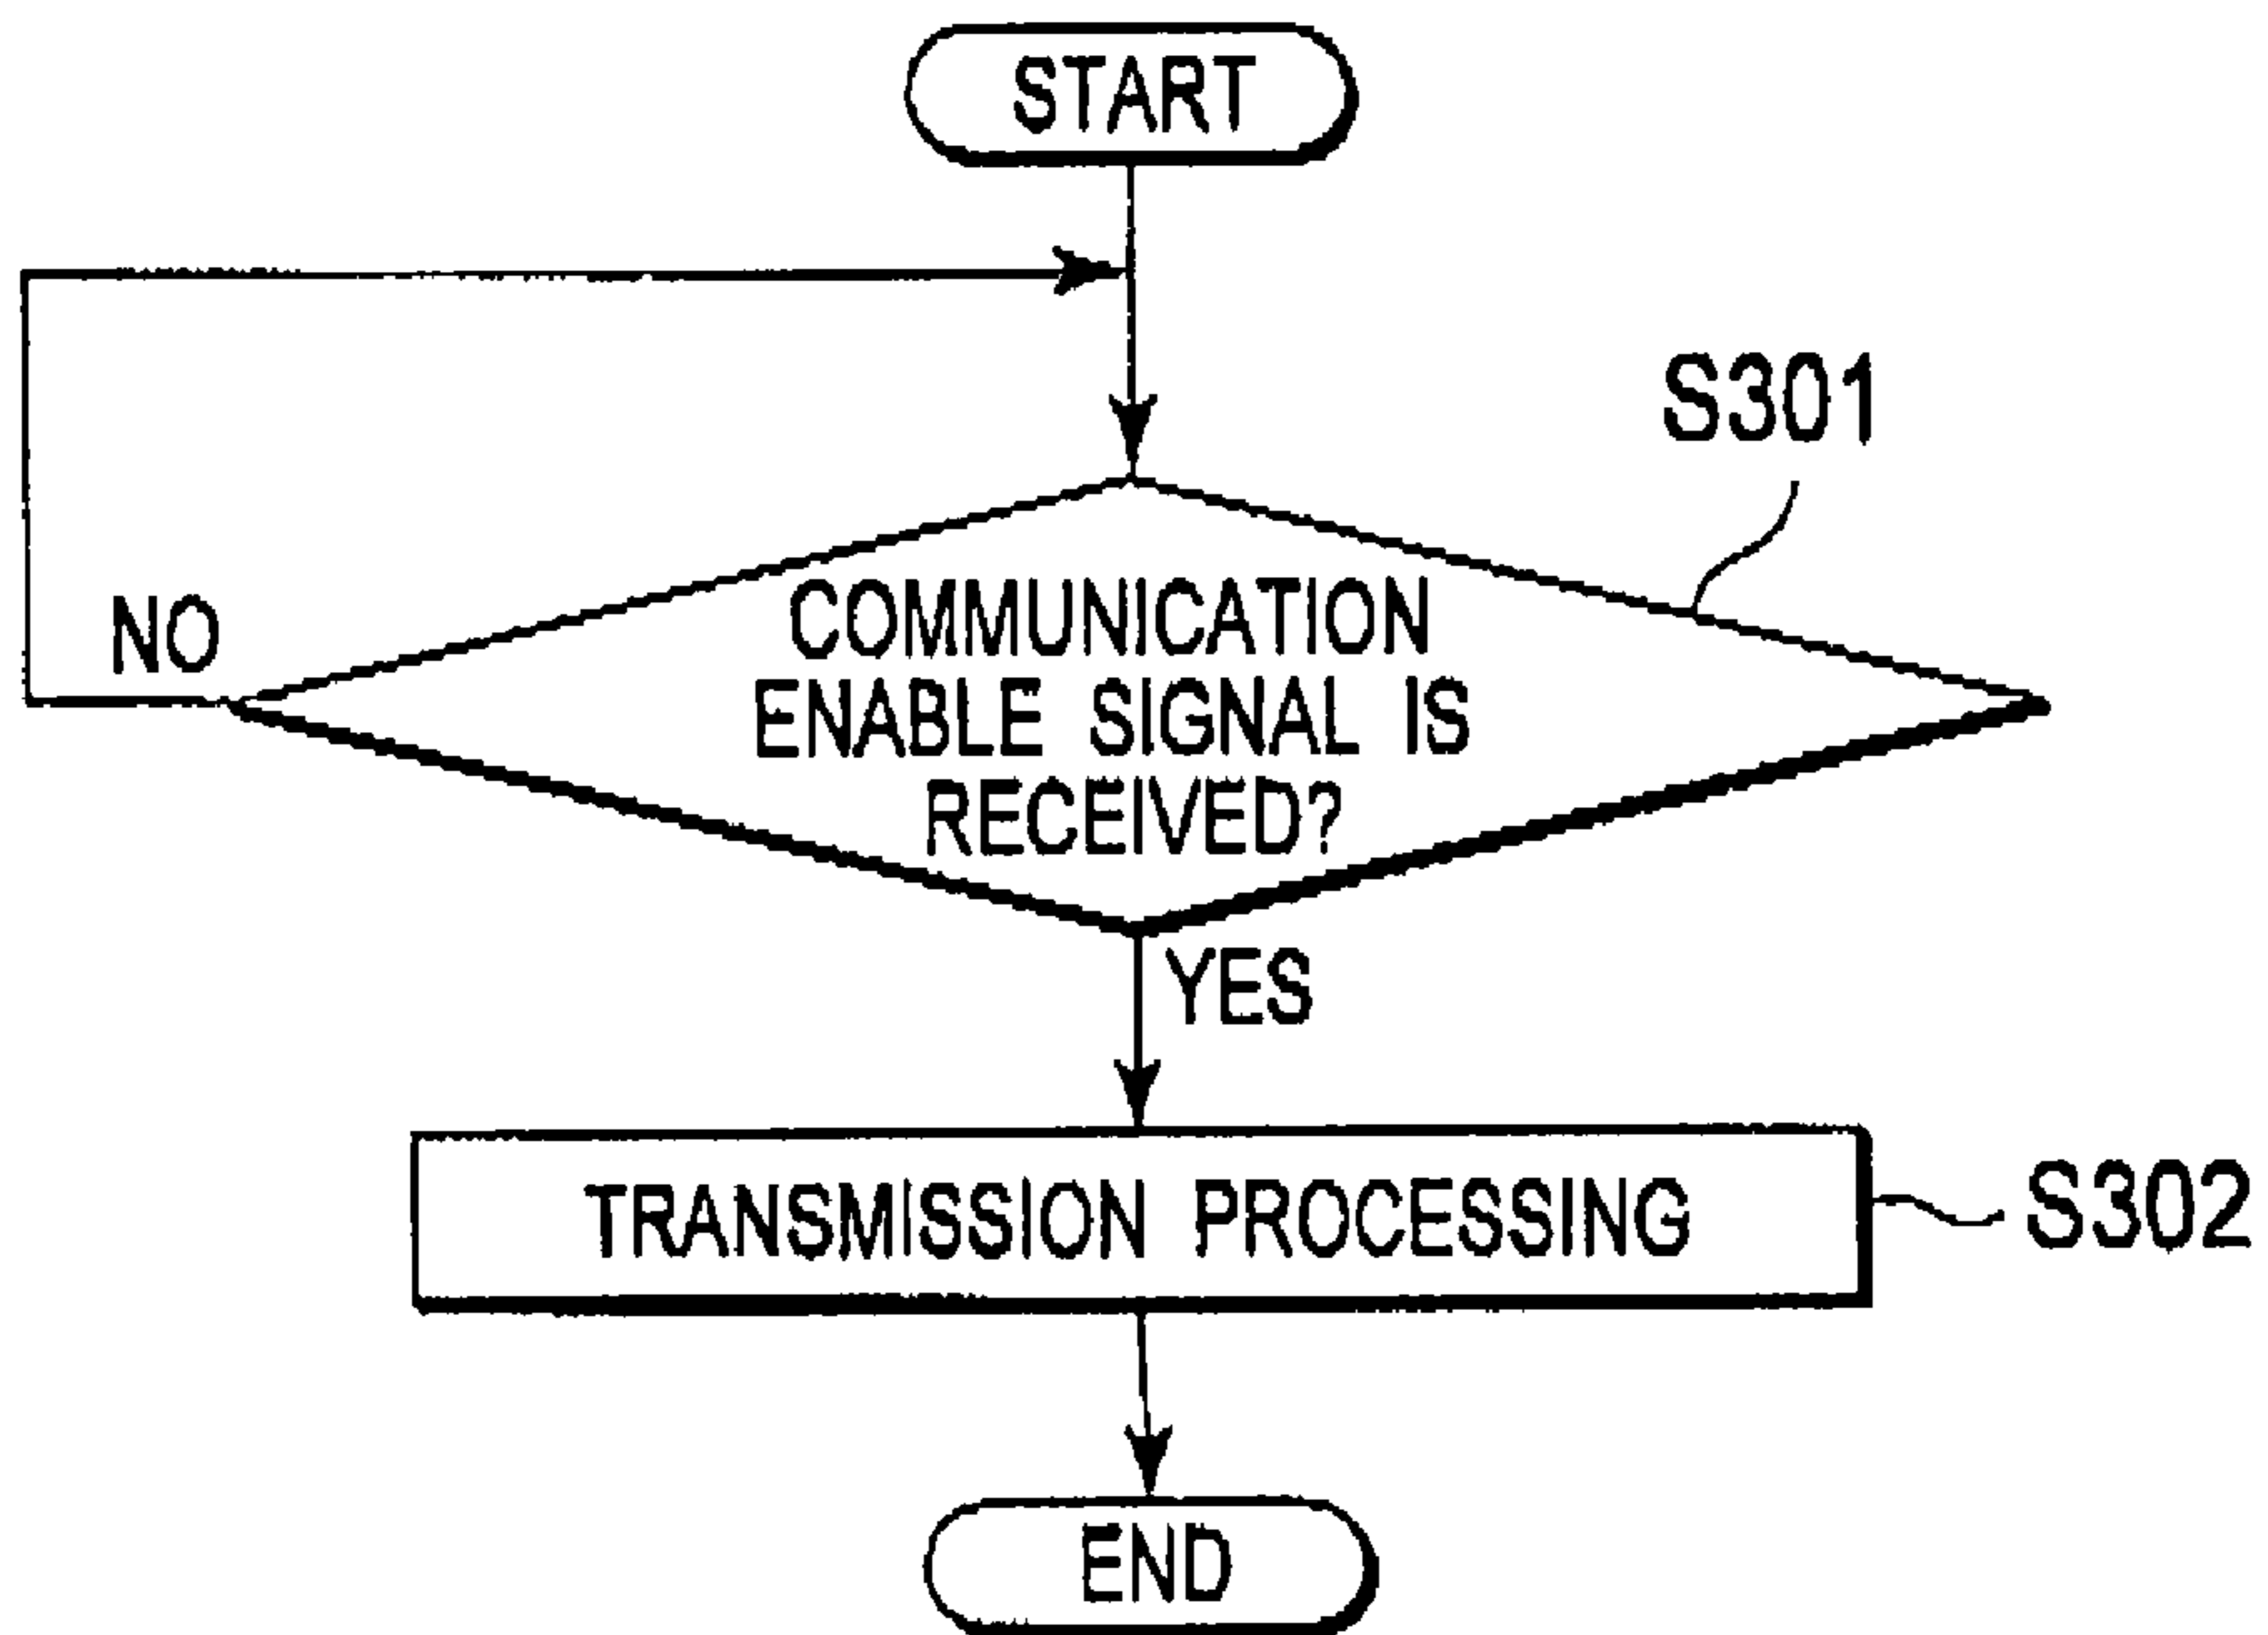 START
S301
NO
COMMUNICATION
ENABLE SIGNAL IS
RECEIVED?
YES
TRANSMISSION PROCESSING
S302
END